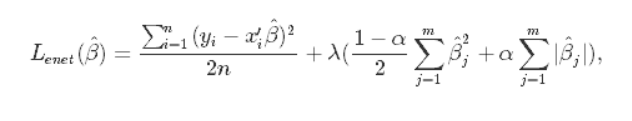 L_{enet}(\hat{\beta}) = \frac{\sum_{i=1}^{n} (y_i - x_i' \hat{\beta})^2}{2n} + \lambda ( \frac{1 - \alpha}{2} \sum_{j=1}^{m} \hat{\beta}_j^2 + \alpha \sum_{j=1}^{m} |\hat{\beta}_j| ),